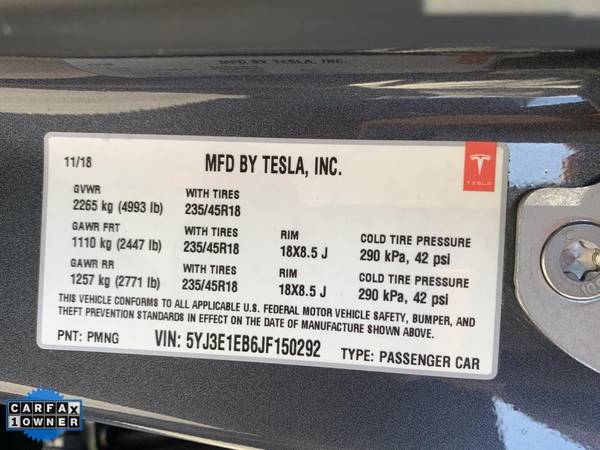 11/18
MFD BY TESLA, INC.
TESLA
GVWR WITH TIRES
2265 kg (4993 lb) 235/45R18
GAWR FRT WITH TIRES RIM COLD TIRE PRESSURE
1110 kg (2447 lb) 235/45R18 18X8.5 J 290 kPa, 42 psi
GAWR RR WITH TIRES RIM COLD TIRE PRESSURE
1257 kg (2771 lb) 235/45R18 18X8.5 J 290 kPa, 42 psi
THIS VEHICLE CONFORMS TO ALL APPLICABLE U.S. FEDERAL MOTOR VEHICLE SAFETY, BUMPER, AND
THEFT PREVENTION STANDARDS IN EFFECT ON THE DATE OF MANUFACTURE SHOWN ABOVE.
PNT: PMNG VIN: 5YJ3E1EB6JF150292 TYPE: PASSENGER CAR
CARFAX
1 OWNER